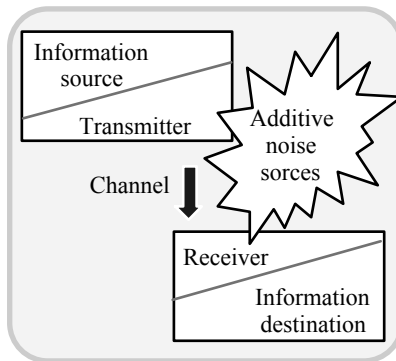 Information
source
Transmitter
Additive
noise
sorces
Channel
Receiver
Information
destination